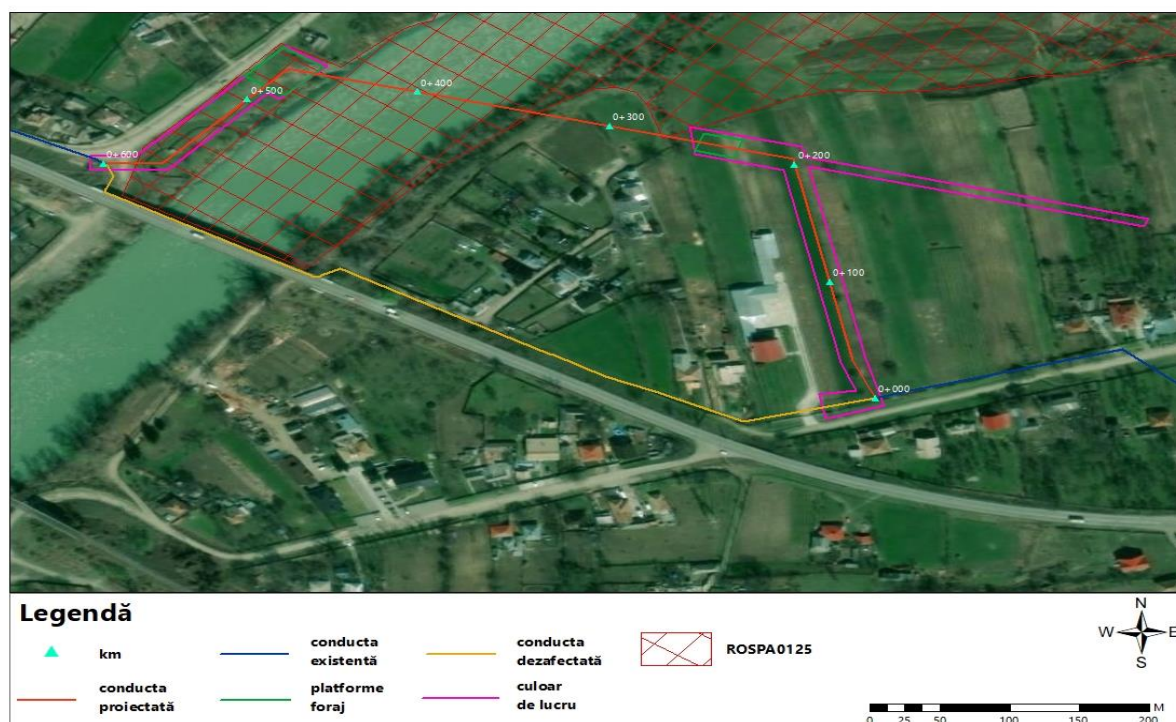 0+400
0+500
0+300
0+600
0+200
0+100
0+000
Legendă
km
conducta
existentă
conducta
dezafectată
ROSPA0125
conducta
proiectată
platforme
foraj
culoar
de lucru
N
W E
S
M
0 25 50 100 150 200